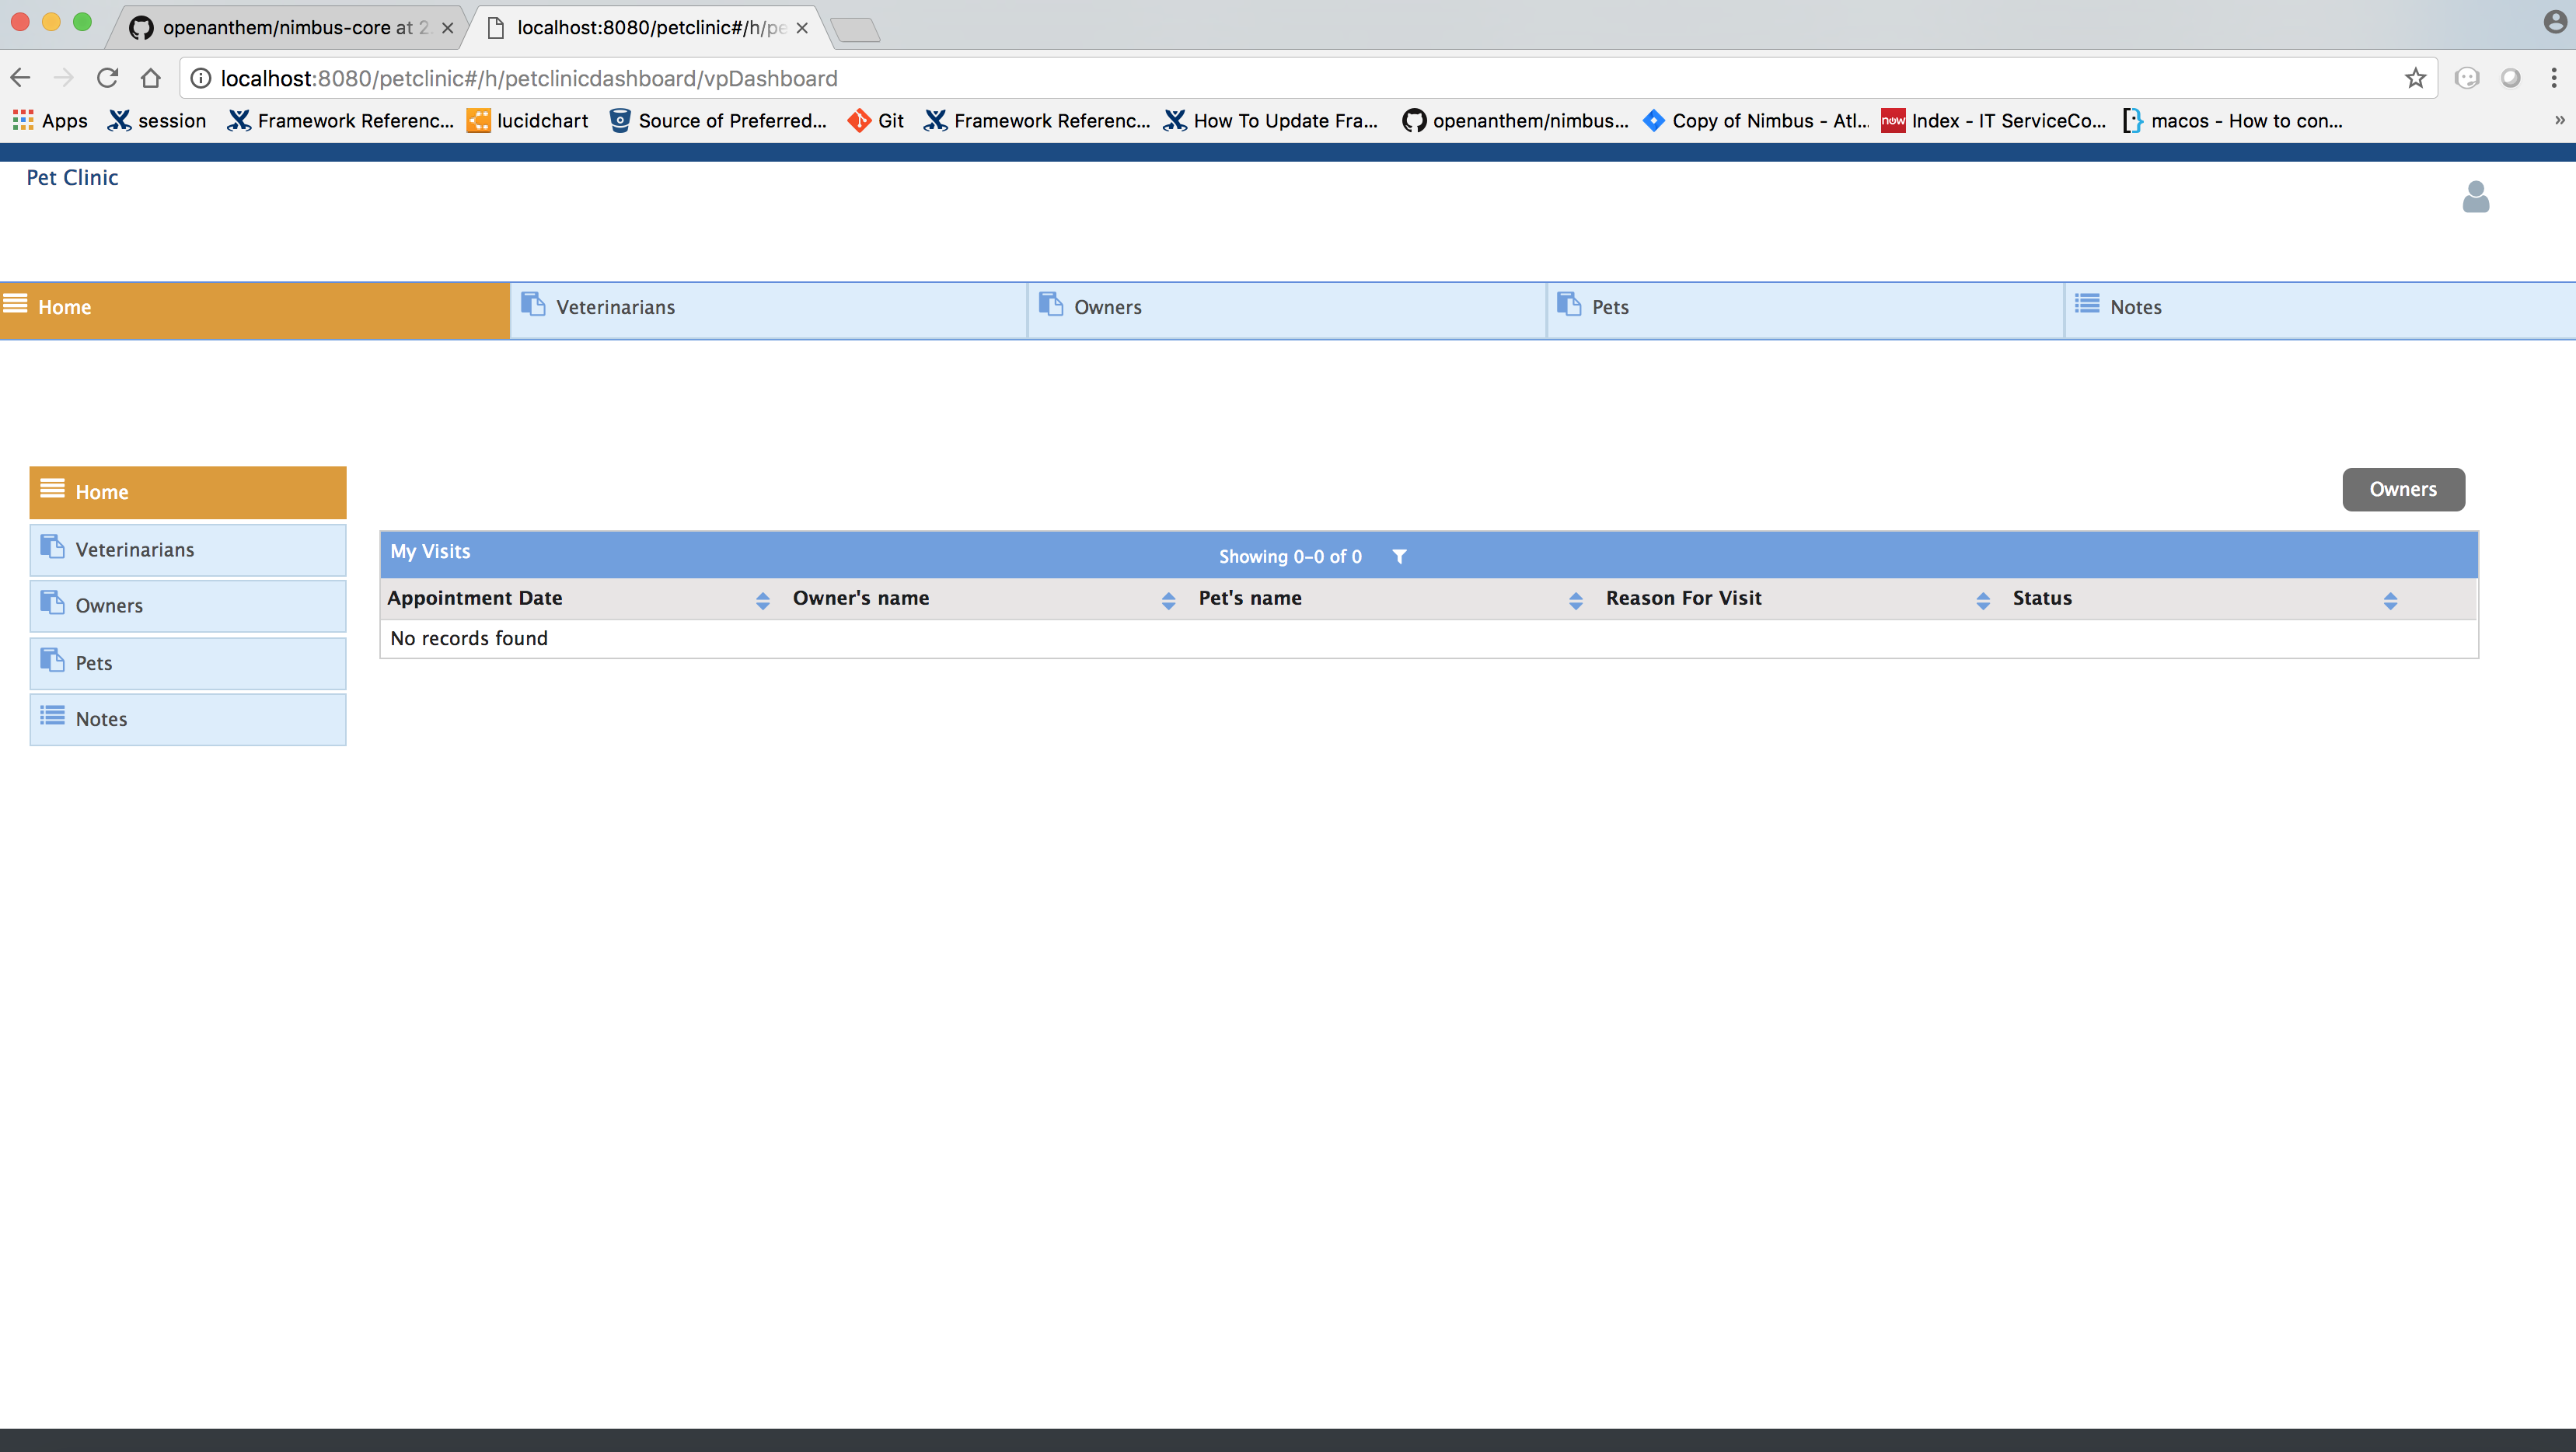 openanthem/nimbus-core at 2
localhost:8080/petclinic#/h/pe
localhost:8080/petclinic#/h/petclinicdashboard/vpDashboard
Apps session Framework Referenc... lucidchart Source of Preferred... Git Framework Referenc... How To Update Fra... openanthem/nimbus... Copy of Nimbus - Atl... now Index - IT ServiceCo... macos - How to con... »
Pet Clinic
Home Veterinarians Owners Pets Notes
Home
Veterinarians
Owners
Pets
Notes
Owners
My Visits Showing 0-0 of 0
Appointment Date Owner's name Pet's name Reason For Visit Status
No records found